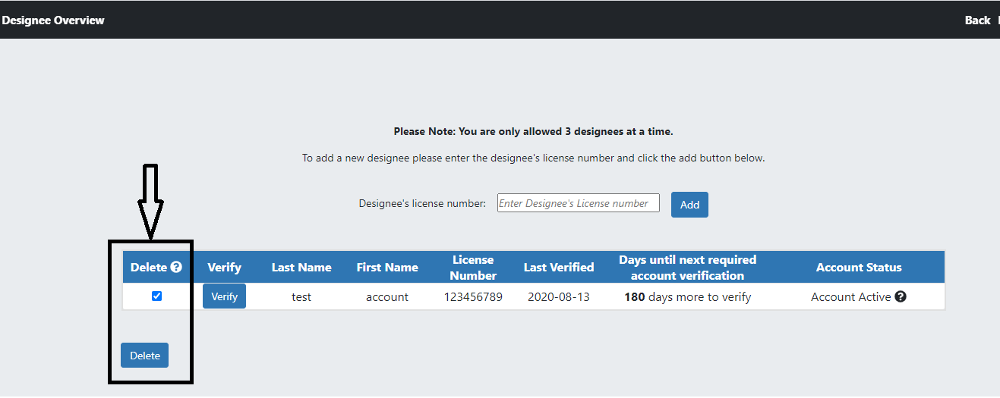 Designee Overview Back
Please Note: You are only allowed 3 designees at a time.
To add a new designee please enter the designee's license number and click the add button below.
Designee's license number: Enter Designee's License number Add
Delete ? Verify Last Name First Name License Number Last Verified Days until next required account verification Account Status
Verify test account 123456789 2020-08-13 180 days more to verify Account Active ?
Delete